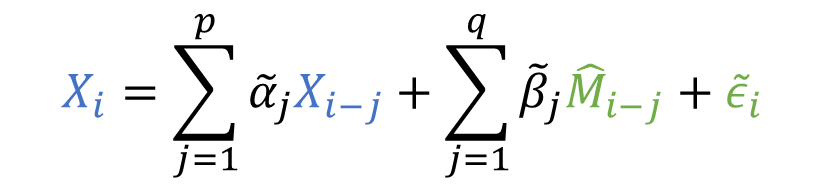 X_i = \sum_{j=1}^{p} \tilde{\alpha}_j X_{i-j} + \sum_{j=1}^{q} \tilde{\beta}_j \widehat{M}_{i-j} + \tilde{\epsilon}_i